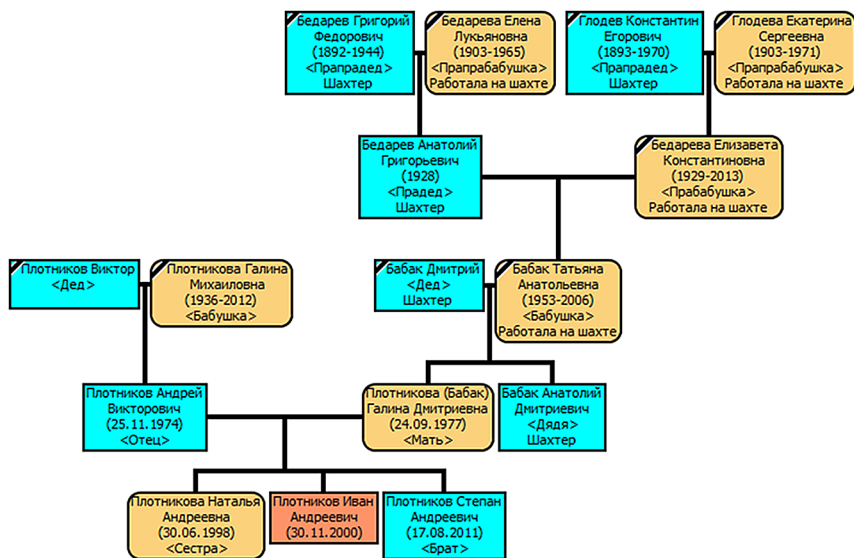 Бедарев Григорий
Федорович
(1892-1944)
<Прапрадед>
Шахтер
Бедарева Елена
Лукьяновна
(1903-1965)
<Прапрабабушка>
Работала на шахте
Глодев Константин
Егорович
(1893-1970)
<Прапрадед>
Шахтер
Глодева Екатерина
Сергеевна
(1903-1971)
<Прапрабабушка>
Работала на шахте
Бедарев Анатолий
Григорьевич
(1928)
<Прадед>
Шахтер
Бедарева Елизавета
Константиновна
(1929-2013)
<Прабабушка>
Работала на шахте
Плотников Виктор
<Дед>
Плотникова Галина
Михаиловна
(1936-2012)
<Бабушка>
Бабак Дмитрий
<Дед>
Шахтер
Бабак Татьяна
Анатольевна
(1953-2006)
<Бабушка>
Работала на шахте
Плотников Андрей
Викторович
(25.11.1974)
<Отец>
Плотникова (Бабак)
Галина Дмитриевна
(24.09.1977)
<Мать>
Бабак Анатолий
Дмитриевич
<Дядя>
Шахтер
Плотникова Наталья
Андреевна
(30.06.1998)
<Сестра>
Плотников Иван
Андреевич
(30.11.2000)
Плотников Степан
Андреевич
(17.08.2011)
<Брат>